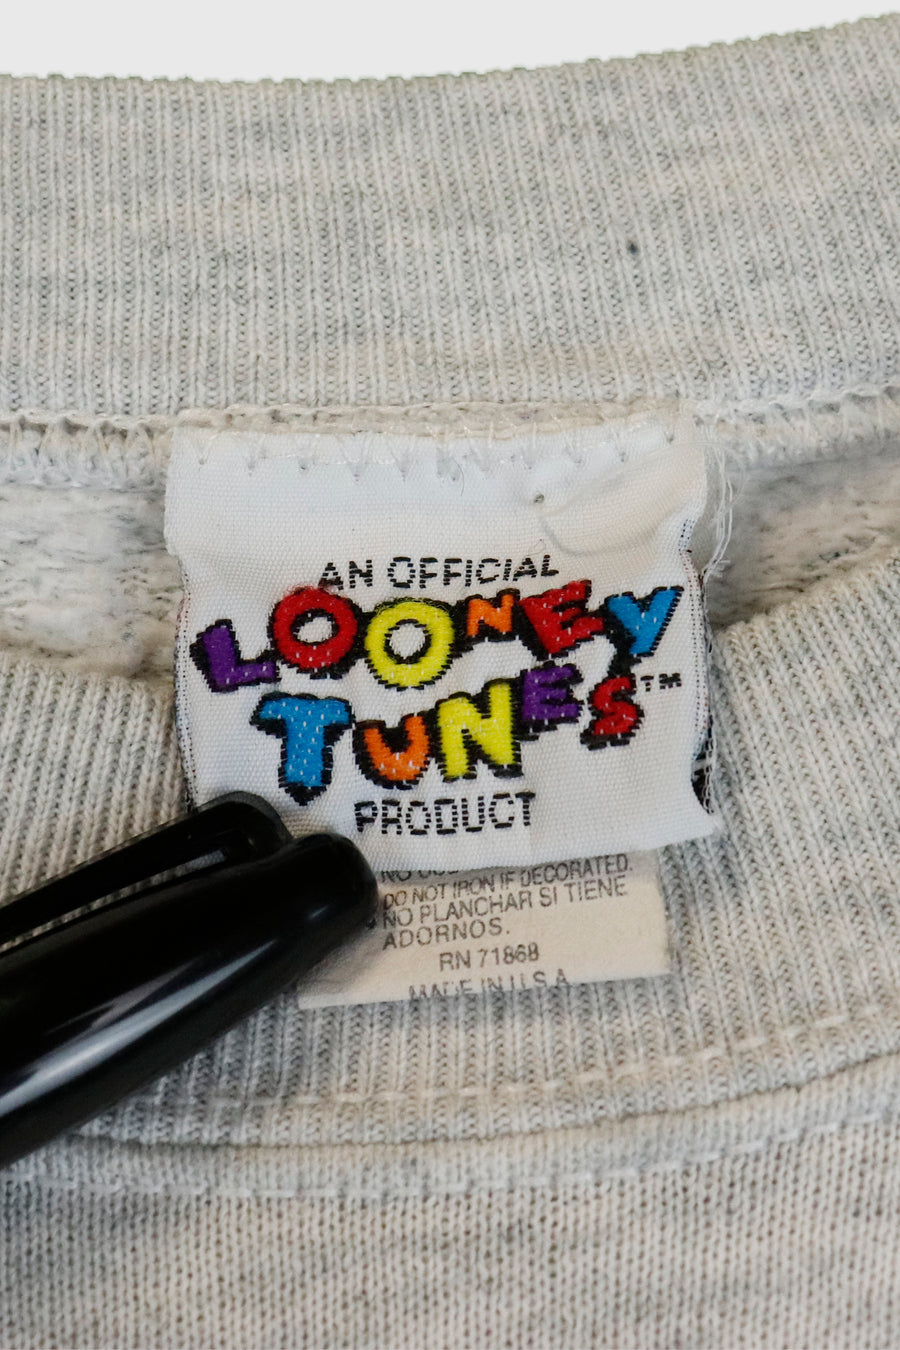 AN OFFICIAL
LOONEY
TUNES™
PRODUCT
NO
DO NOT IRON IF DECORATED.
NO PLANCHAR SI TIENE
ADORNOS.
RN 71868
MADE IN U.S.A.